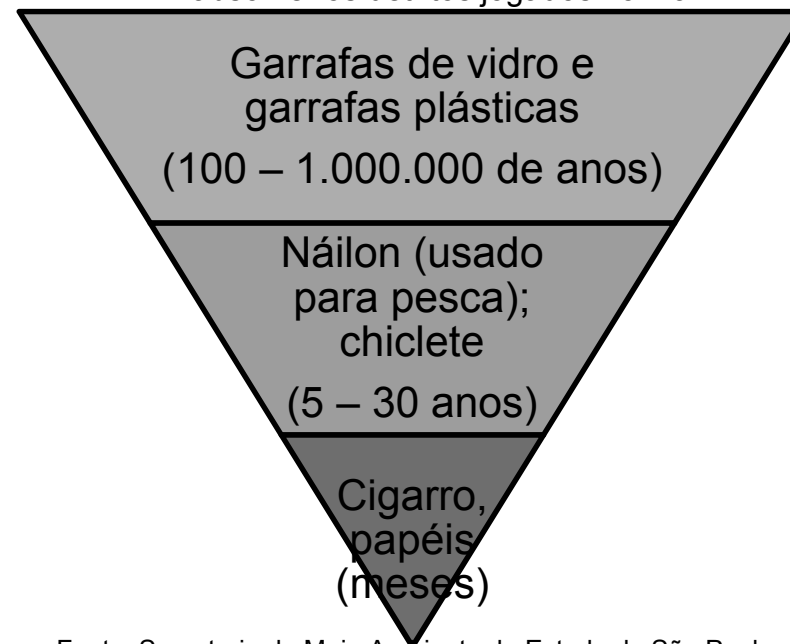 Garrafas de vidro e
garrafas plásticas
(100 – 1.000.000 de anos)
Náilon (usado
para pesca);
chiclete
(5 – 30 anos)
Cigarro,
papéis
(meses)